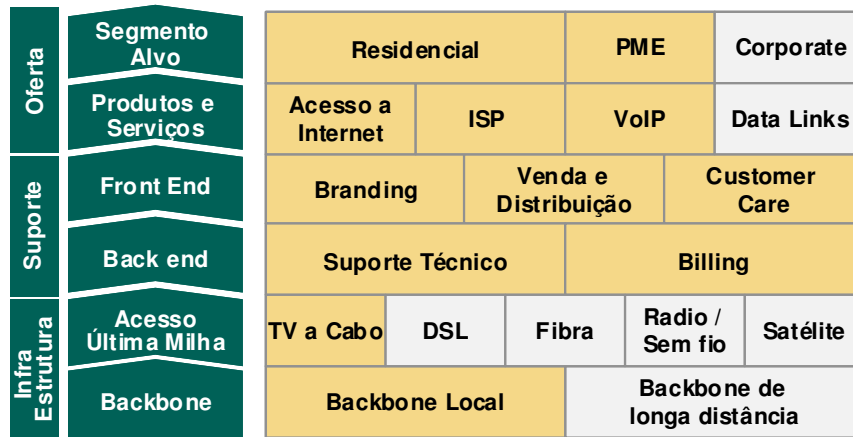 Oferta
Segmento
Alvo
Residencial
PME
Corporate
Produtos e
Serviços
Acesso a
Internet
ISP
VoIP
Data Links
Suporte
Front End
Branding
Venda e
Distribuição
Customer
Care
Back end
Suporte Técnico
Billing
Infra
Estrutura
Acesso
Última Milha
TV a Cabo
DSL
Fibra
Radio /
Sem fio
Satélite
Backbone
Backbone Local
Backbone de
longa distância